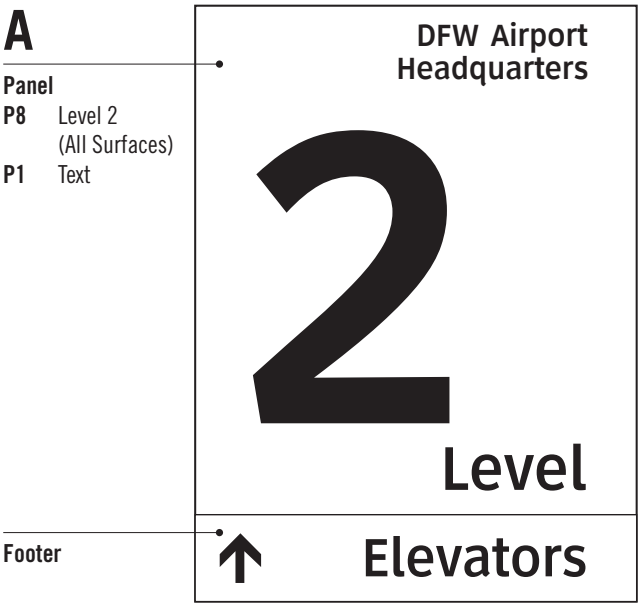 A
Panel
P8 Level 2
(All Surfaces)
P1 Text
Footer
DFW Airport
Headquarters
2
Level
Elevators